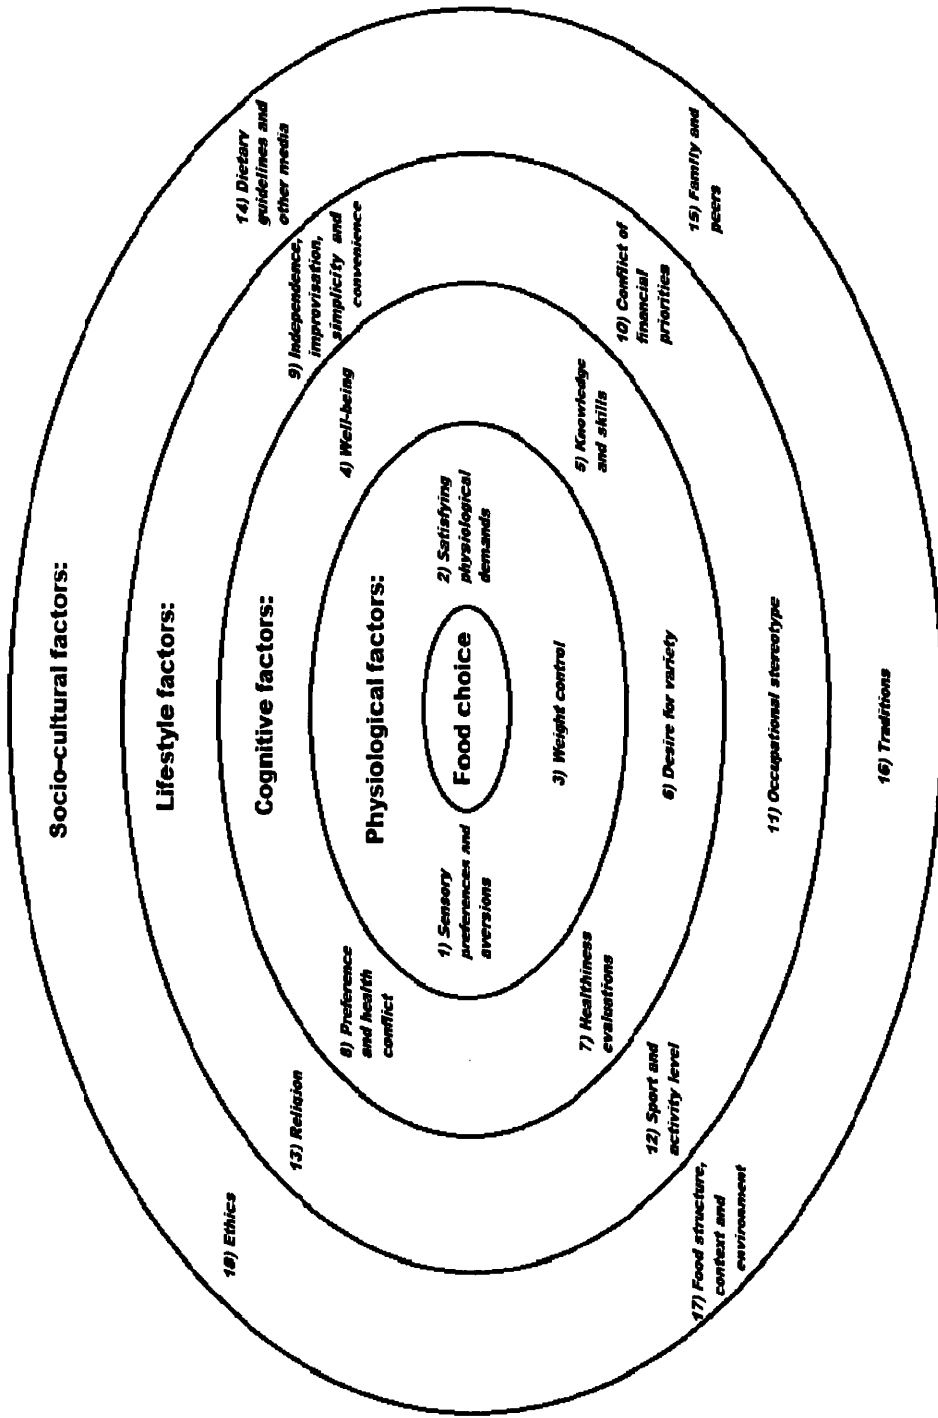 Socio-cultural factors:
Lifestyle factors:
Cognitive factors:
Physiological factors:
Food choice
1) Sensory
preferences and
aversions
2) Satisfying
physiological
demands
3) Weight control
4) Well-being
5) Knowledge
and skills
6) Desire for variety
7) Healthiness
evaluations
8) Preference
and health
conflict
9) Independence,
improvisation,
simplicity and
convenience
10) Conflict of
financial
priorities
11) Occupational stereotype
12) Sport and
activity level
13) Religion
14) Dietary
guidelines and
other media
15) Family and
peers
16) Traditions
17) Food structure,
context and
environment
18) Ethics